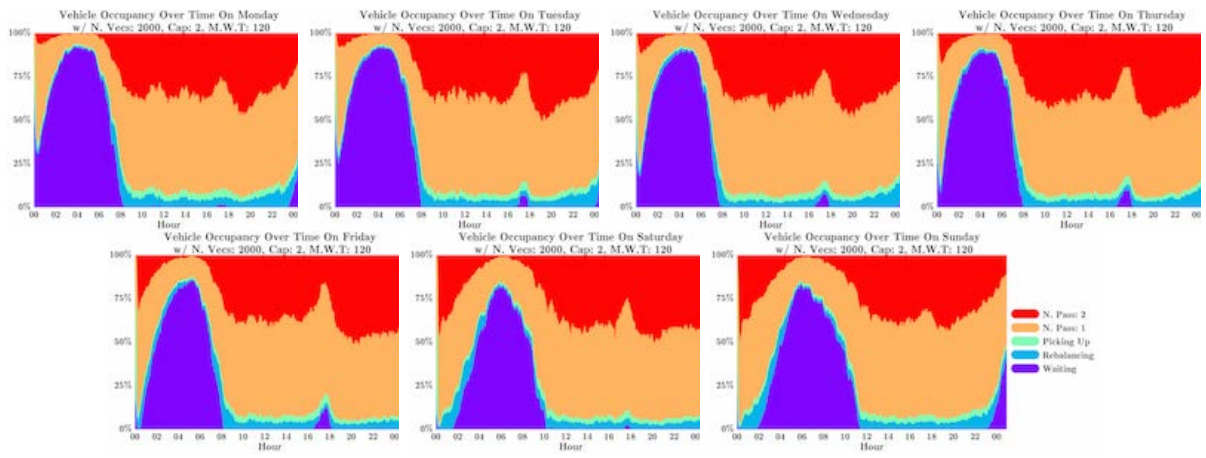 Vehicle Occupancy Over Time On Monday
w/ N. Vecs: 2000, Cap: 2, M.W.T: 120
100%
75%
50%
25%
0%
00 02 04 06 08 10 12 14 16 18 20 22 00
Hour
Vehicle Occupancy Over Time On Tuesday
w/ N. Vecs: 2000, Cap: 2, M.W.T: 120
100%
75%
50%
25%
0%
00 02 04 06 08 10 12 14 16 18 20 22 00
Hour
Vehicle Occupancy Over Time On Wednesday
w/ N. Vecs: 2000, Cap: 2, M.W.T: 120
100%
75%
50%
25%
0%
00 02 04 06 08 10 12 14 16 18 20 22 00
Hour
Vehicle Occupancy Over Time On Thursday
w/ N. Vecs: 2000, Cap: 2, M.W.T: 120
100%
75%
50%
25%
0%
00 02 04 06 08 10 12 14 16 18 20 22 00
Hour
Vehicle Occupancy Over Time On Friday
w/ N. Vecs: 2000, Cap: 2, M.W.T: 120
100%
75%
50%
25%
0%
00 02 04 06 08 10 12 14 16 18 20 22 00
Hour
Vehicle Occupancy Over Time On Saturday
w/ N. Vecs: 2000, Cap: 2, M.W.T: 120
100%
75%
50%
25%
0%
00 02 04 06 08 10 12 14 16 18 20 22 00
Hour
Vehicle Occupancy Over Time On Sunday
w/ N. Vecs: 2000, Cap: 2, M.W.T: 120
100%
75%
50%
25%
0%
00 02 04 06 08 10 12 14 16 18 20 22 00
Hour
N. Pass: 2
N. Pass: 1
Picking Up
Rebalancing
Waiting